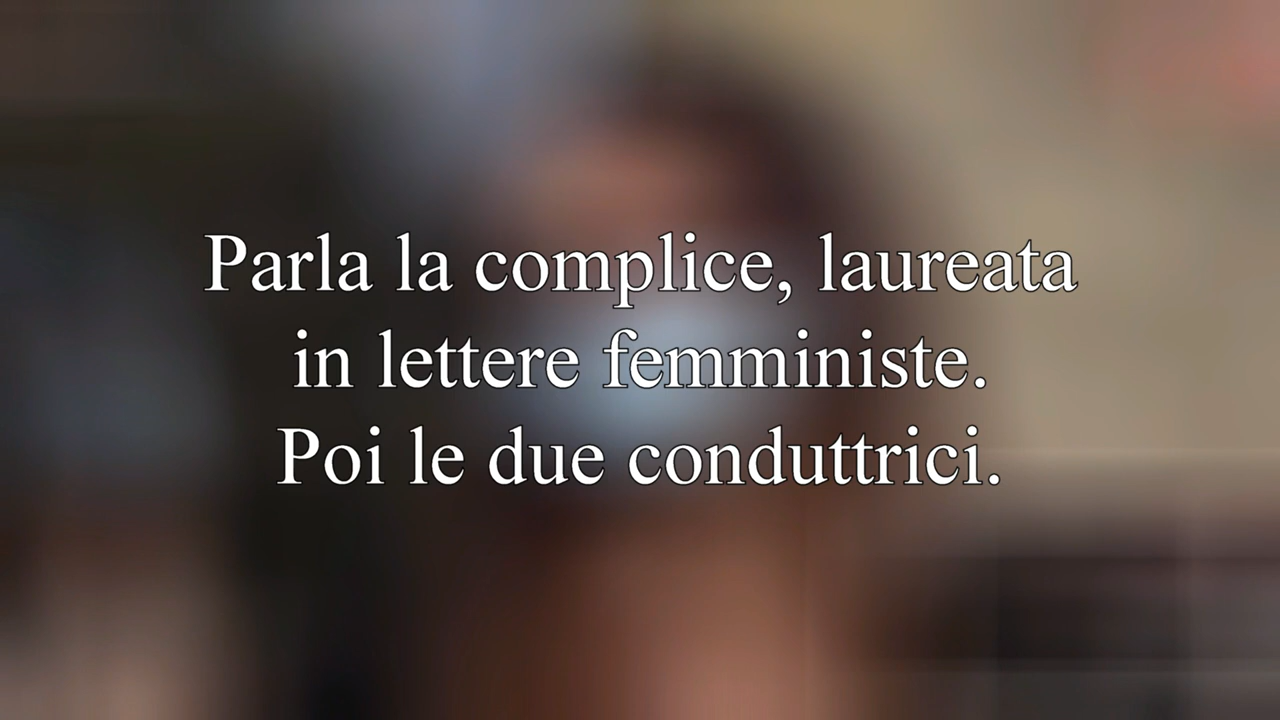 Parla la complice, laureata
in lettere femministe.
Poi le due conduttrici.